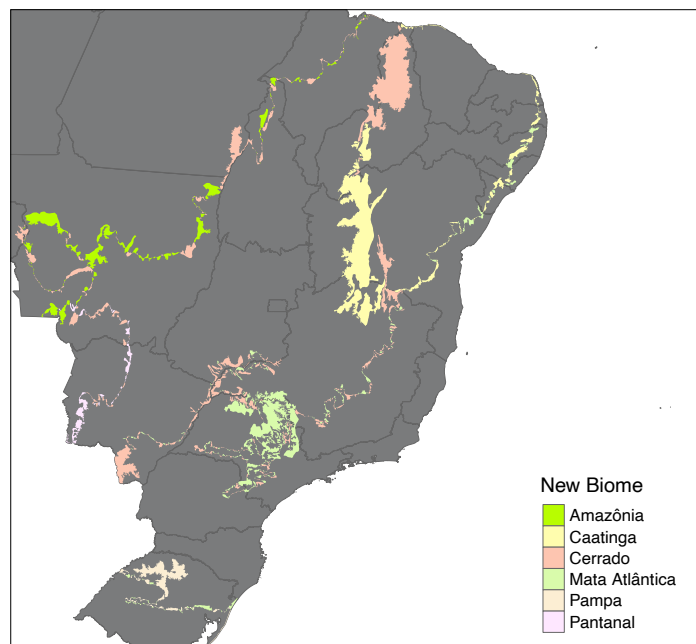 New Biome
Amazônia
Caatinga
Cerrado
Mata Atlântica
Pampa
Pantanal